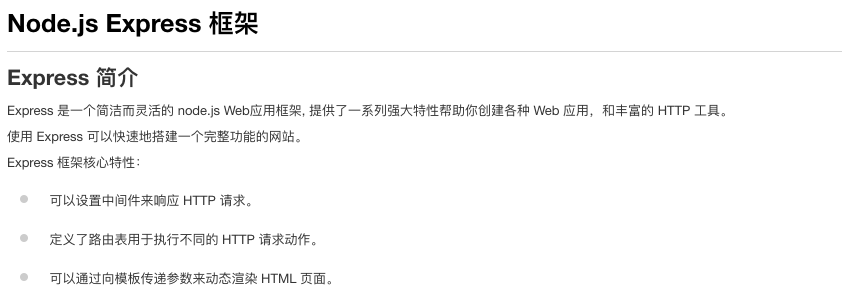 Node.js Express 框架
Express 简介
Express 是一个简洁而灵活的 node.js Web应用框架, 提供了一系列强大特性帮助你创建各种 Web 应用，和丰富的 HTTP 工具。
使用 Express 可以快速地搭建一个完整功能的网站。
Express 框架核心特性：
可以设置中间件来响应 HTTP 请求。
定义了路由表用于执行不同的 HTTP 请求动作。
可以通过向模板传递参数来动态渲染 HTML 页面。